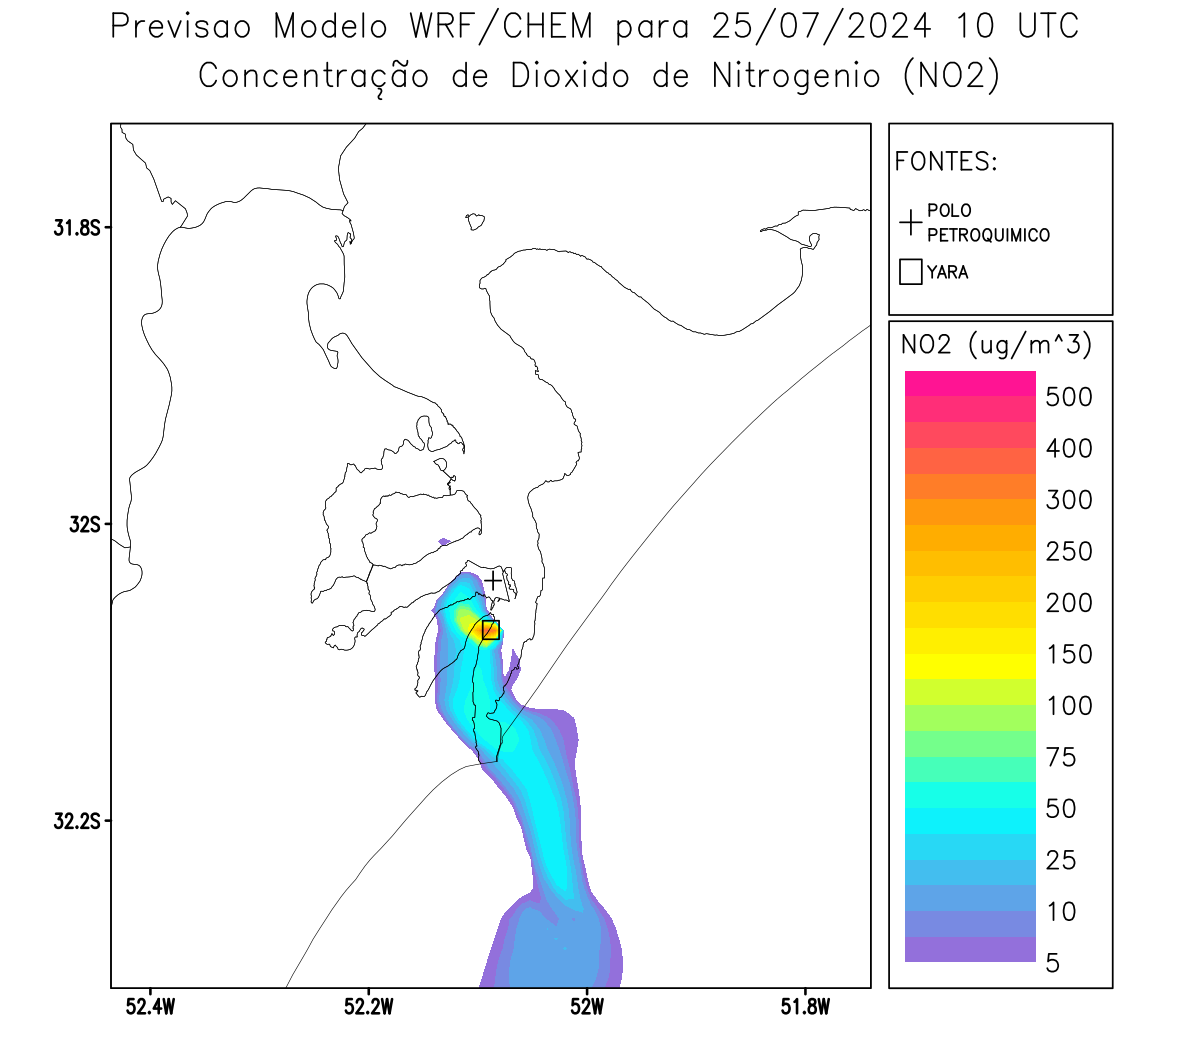 Previsao Modelo WRF/CHEM para 25/07/2024 10 UTC
Concentração de Dioxido de Nitrogenio (NO2)
FONTES:
POLO
PETROQUIMICO
YARA
NO2 (ug/m^3)
500
400
300
250
200
150
100
75
50
25
10
5
31.8S
32S
32.2S
52.4W
52.2W
52W
51.8W